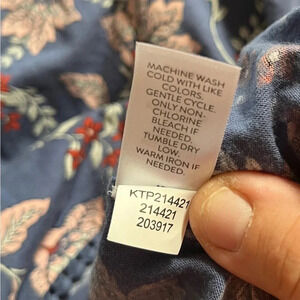 MACHINE WASH
COLD WITH LIKE
COLORS.
GENTLE CYCLE.
ONLY NON-
CHLORINE
BLEACH IF
NEEDED.
TUMBLE DRY
LOW.
WARM IRON IF
NEEDED.
KTP214421
214421
203917